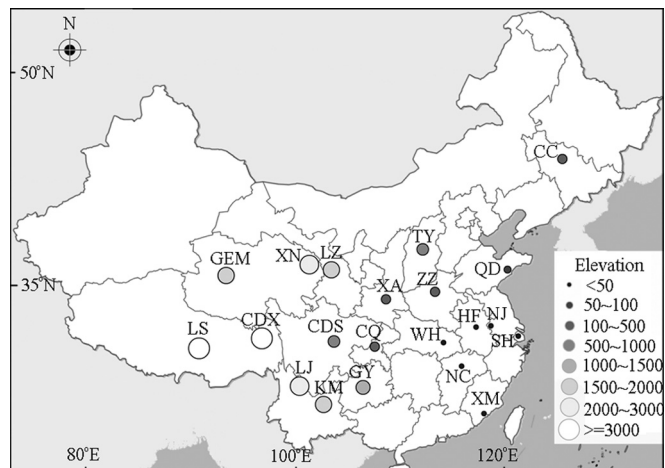 N
50°N
CC
TY
XN LZ
GEM
QD
ZZ
35°N
XA
Elevation
<50
50~100
100~500
500~1000
1000~1500
1500~2000
2000~3000
>=3000
HF NJ
CDX
LS
CDS
CQ
WH
SH
LJ
GY
NC
KM
XM
80°E
100°E
120°E